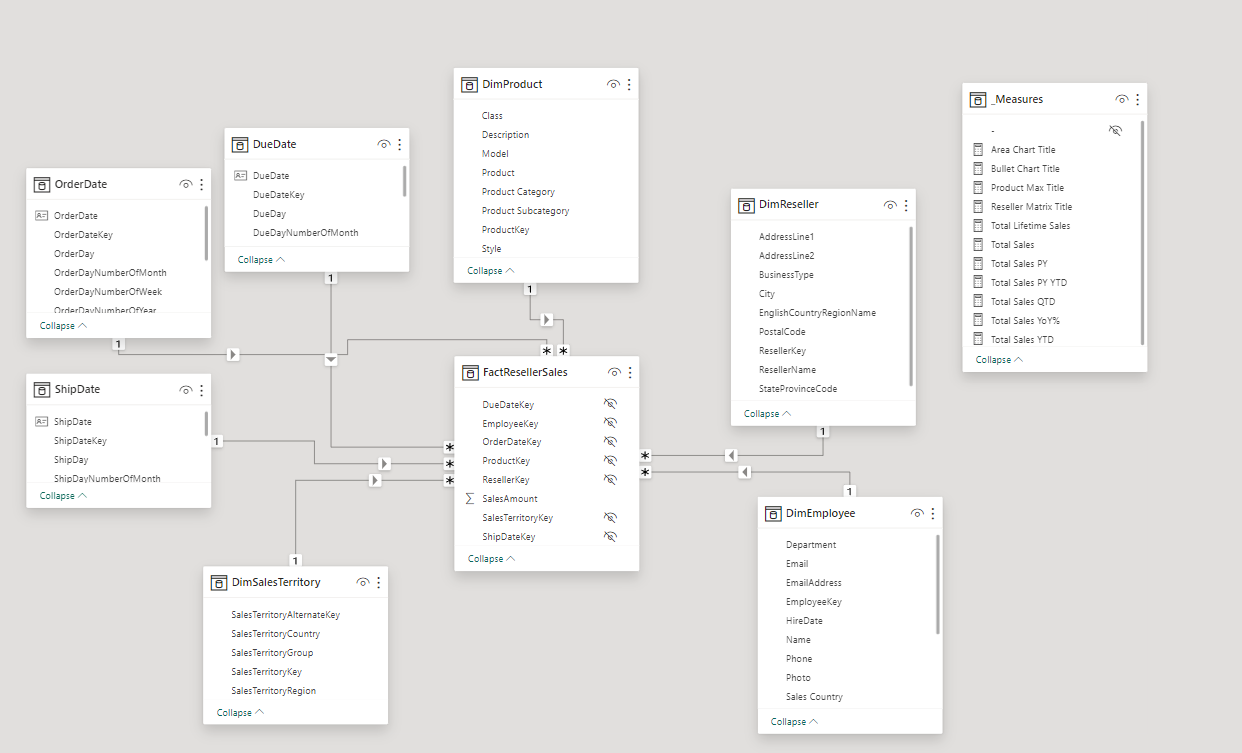 OrderDate
OrderDate
OrderDateKey
OrderDay
OrderDayNumberOfMonth
OrderDayNumberOfWeek
OrderDayNumberOfYear
Collapse
1
DueDate
DueDate
DueDateKey
DueDay
DueDayNumberOfMonth
Collapse
1
DimProduct
Class
Description
Model
Product
Product Category
Product Subcategory
ProductKey
Style
Collapse
1
_Measures
-
Area Chart Title
Bullet Chart Title
Product Max Title
Reseller Matrix Title
Total Lifetime Sales
Total Sales
Total Sales PY
Total Sales PY YTD
Total Sales QTD
Total Sales YoY%
Total Sales YTD
Collapse
DimReseller
AddressLine1
AddressLine2
BusinessType
City
EnglishCountryRegionName
PostalCode
ResellerKey
ResellerName
StateProvinceCode
Collapse
1
ShipDate
ShipDate
ShipDateKey
ShipDay
ShipDayNumberOfMonth
Collapse
1
* *
FactResellerSales
DueDateKey
EmployeeKey
OrderDateKey
ProductKey
ResellerKey
∑ SalesAmount
SalesTerritoryKey
ShipDateKey
Collapse
*
*
*
*
*
1
DimSalesTerritory
SalesTerritoryAlternateKey
SalesTerritoryCountry
SalesTerritoryGroup
SalesTerritoryKey
SalesTerritoryRegion
Collapse
1
DimEmployee
Department
Email
EmailAddress
EmployeeKey
HireDate
Name
Phone
Photo
Sales Country
Collapse